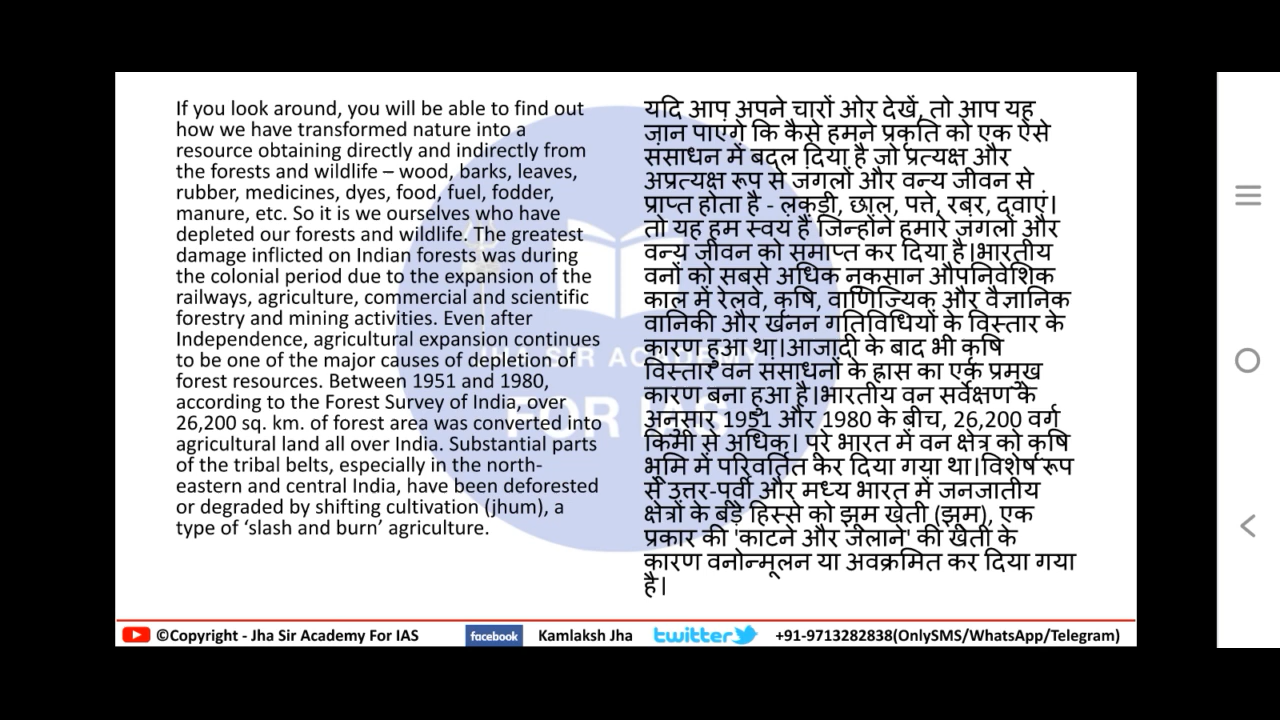 If you look around, you will be able to find out
how we have transformed nature into a
resource obtaining directly and indirectly from
the forests and wildlife – wood, barks, leaves,
rubber, medicines, dyes, food, fuel, fodder,
manure, etc. So it is we ourselves who have
depleted our forests and wildlife. The greatest
damage inflicted on Indian forests was during
the colonial period due to the expansion of the
railways, agriculture, commercial and scientific
forestry and mining activities. Even after
Independence, agricultural expansion continues
to be one of the major causes of depletion of
forest resources. Between 1951 and 1980,
according to the Forest Survey of India, over
26,200 sq. km. of forest area was converted into
agricultural land all over India. Substantial parts
of the tribal belts, especially in the north-
eastern and central India, have been deforested
or degraded by shifting cultivation (jhum), a
type of ‘slash and burn’ agriculture.
यदि आप अपने चारों ओर देखें, तो आप यह
जान पाएंगे कि कैसे हमने प्रकृति को एक ऐसे
संसाधन में बदल दिया है जो प्रत्यक्ष और
अप्रत्यक्ष रूप से जंगलों और वन्य जीवन से
प्राप्त होता है - लकड़ी, छाल, पत्ते, रबर, दवाएं।
तो यह हम स्वयं हैं जिन्होंने हमारे जंगलों और
वन्य जीवन को समाप्त कर दिया है।भारतीय
वनों को सबसे अधिक नुकसान औपनिवेशिक
काल में रेलवे, कृषि, वाणिज्यिक और वैज्ञानिक
वानिकी और खनन गतिविधियों के विस्तार के
कारण हुआ था।आजादी के बाद भी कृषि
विस्तार वन संसाधनों के ह्रास का एक प्रमुख
कारण बना हुआ है।भारतीय वन सर्वेक्षण के
अनुसार 1951 और 1980 के बीच, 26,200 वर्ग
किमी से अधिक। पूरे भारत में वन क्षेत्र को कृषि
भूमि में परिवर्तित कर दिया गया था।विशेष रूप
से उत्तर-पूर्वी और मध्य भारत में जनजातीय
क्षेत्रों के बड़े हिस्से को झूम खेती (झूम), एक
प्रकार की 'काटने और जलाने' की खेती के
कारण वनोन्मूलन या अवक्रमित कर दिया गया
है।
JHA SIR ACADEMY
FOR IAS
©Copyright - Jha Sir Academy For IAS
facebook
Kamlaksh Jha
twitter
+91-9713282838(OnlySMS/WhatsApp/Telegram)